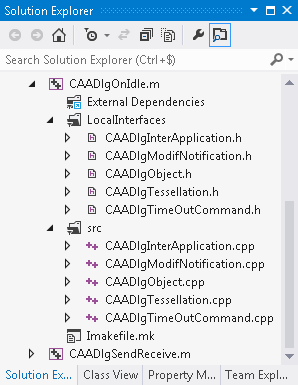 Solution Explorer
Search Solution Explorer (Ctrl+$)
CAADlgOnIdle.m
External Dependencies
LocalInterfaces
CAADlgInterApplication.h
CAADlgModifNotification.h
CAADlgObject.h
CAADlgTessellation.h
CAADlgTimeOutCommand.h
src
CAADlgInterApplication.cpp
CAADlgModifNotification.cpp
CAADlgObject.cpp
CAADlgTessellation.cpp
CAADlgTimeOutCommand.cpp
Imakefile.mk
CAADlgSendReceive.m
Solution Ex... Class View Property M... Team Expl...